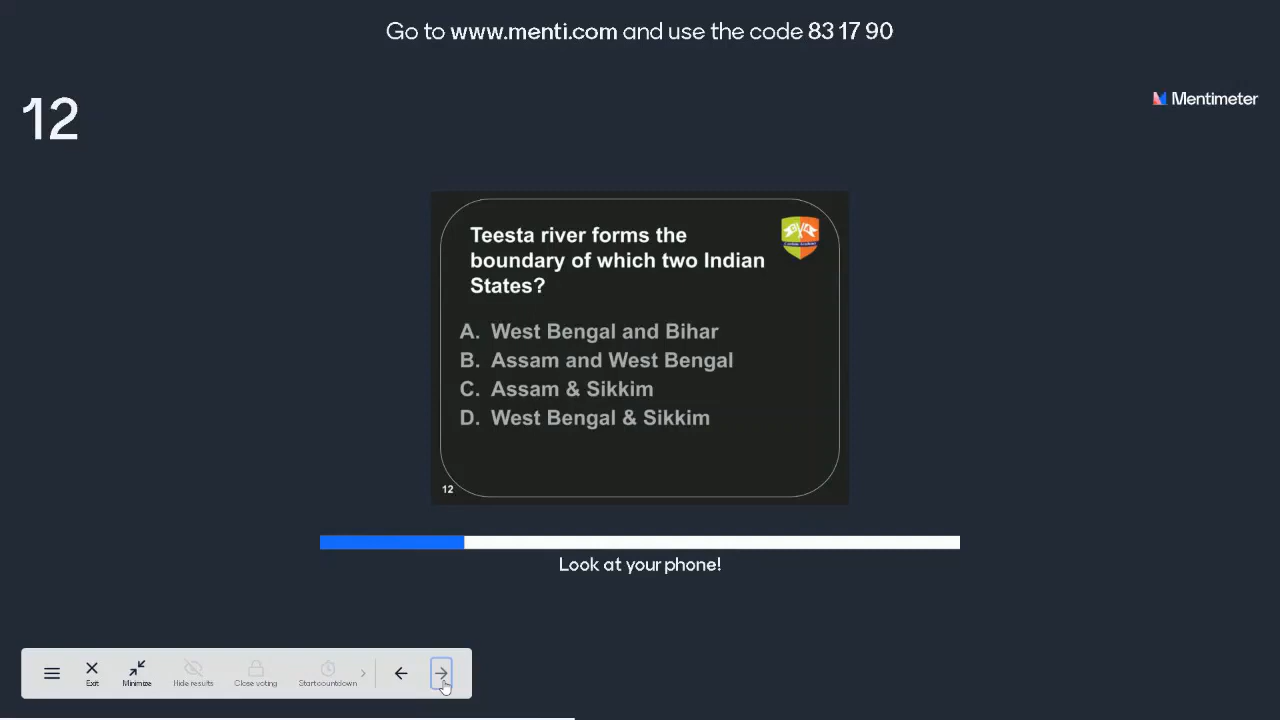 Go to www.menti.com and use the code 83 17 90
12
Mentimeter
Teesta river forms the
boundary of which two Indian
States?
A. West Bengal and Bihar
B. Assam and West Bengal
C. Assam & Sikkim
D. West Bengal & Sikkim
12
Look at your phone!
Exit
Minimize
Hide results
Close voting
Start countdown